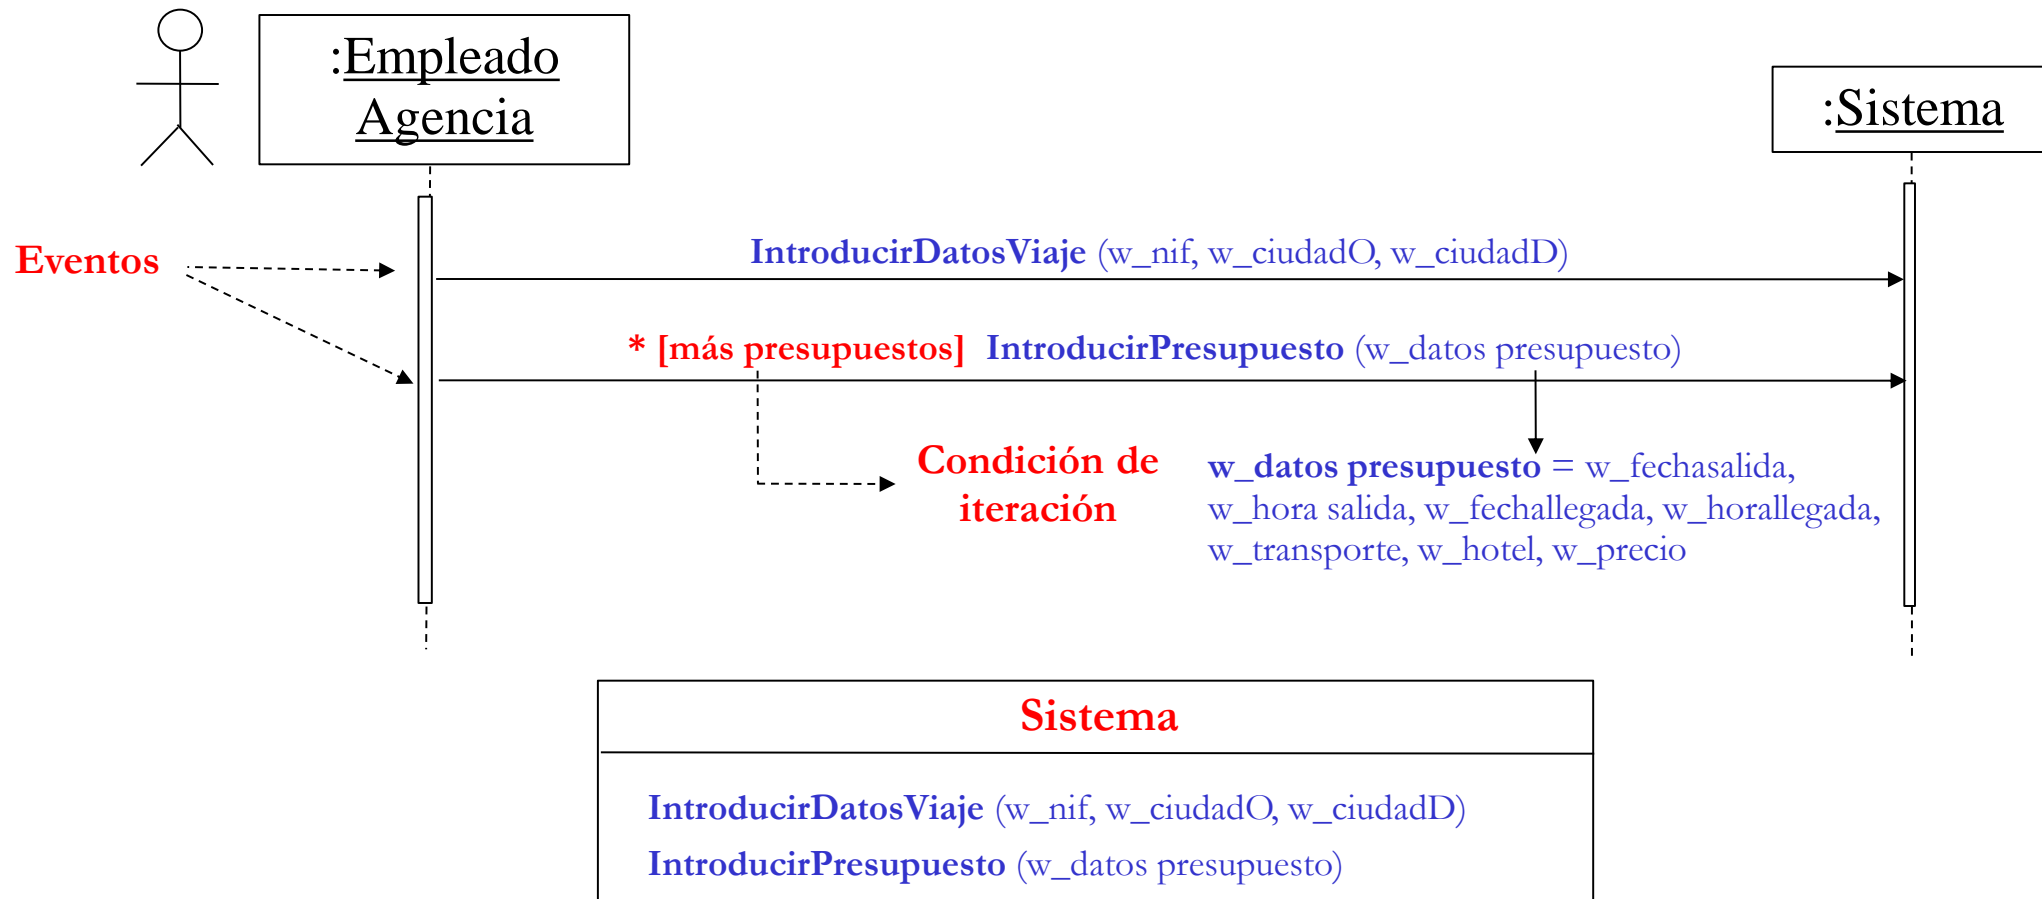 :Empleado
Agencia
:Sistema
Eventos
IntroducirDatosViaje (w_nif, w_ciudadO, w_ciudadD)
* [más presupuestos] IntroducirPresupuesto (w_datos presupuesto)
Condición de
iteración
w_datos presupuesto = w_fechasalida,
w_hora salida, w_fechallegada, w_horallegada,
w_transporte, w_hotel, w_precio
Sistema
IntroducirDatosViaje (w_nif, w_ciudadO, w_ciudadD)
IntroducirPresupuesto (w_datos presupuesto)